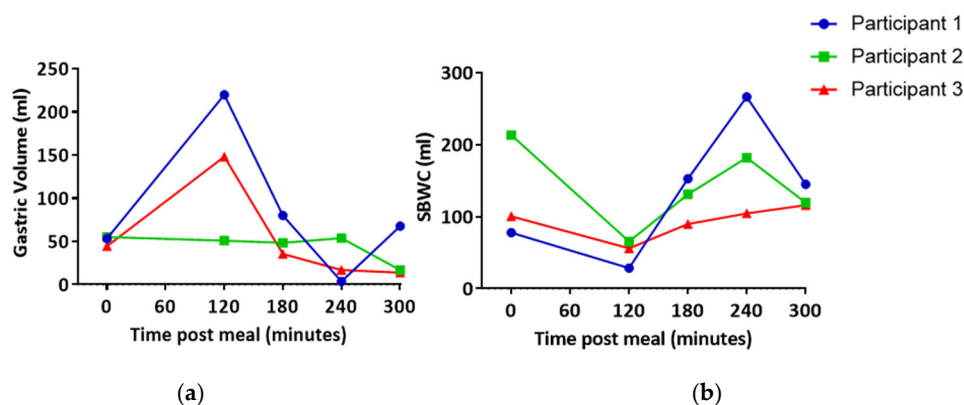 Participant 1
Participant 2
Participant 3
Gastric Volume (ml)
250
200
150
100
50
0
0 60 120 180 240 300
Time post meal (minutes)
(a)
SBWC (ml)
300
200
100
0
0 60 120 180 240 300
Time post meal (minutes)
(b)